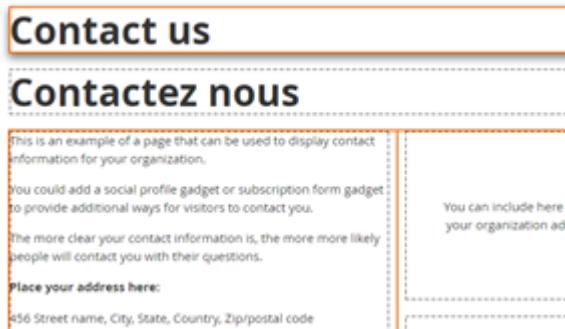 Contact us
Contactez nous
This is an example of a page that can be used to display contact
information for your organization.
You could add a social profile gadget or subscription form gadget
to provide additional ways for visitors to contact you.
The more clear your contact information is, the more more likely
people will contact you with their questions.
Place your address here:
456 Street name, City, State, Country, Zip/postal code
You can include here
your organization ad